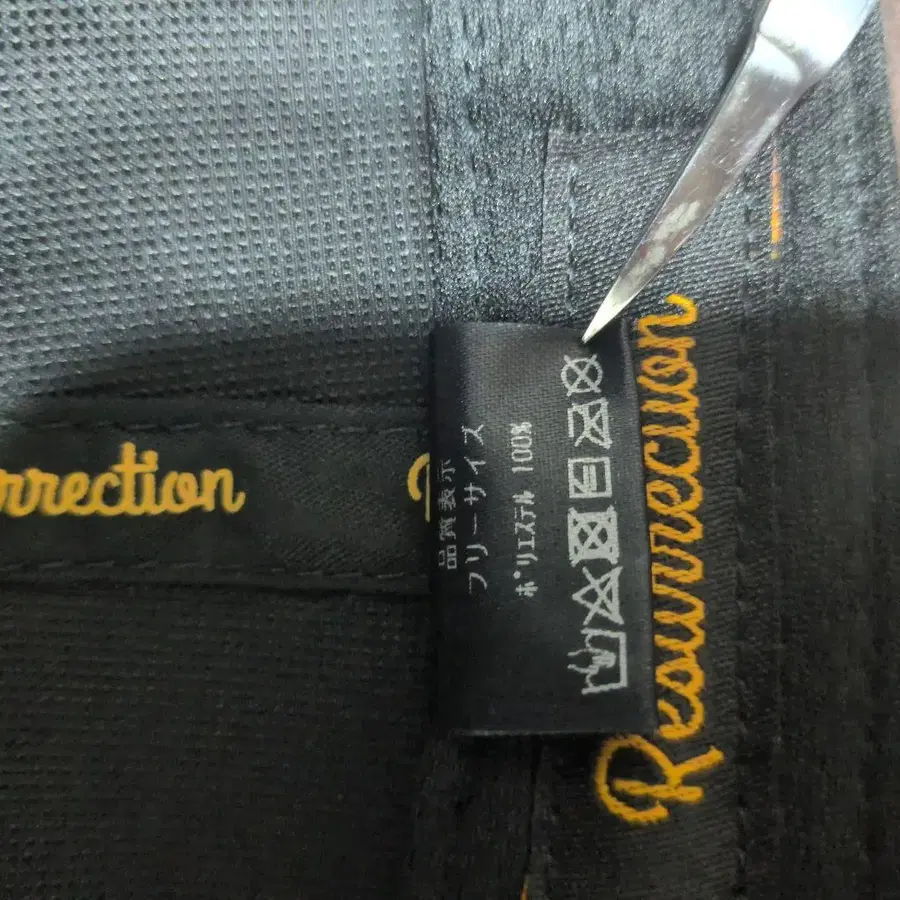 Resurrection
rrection
品質表示
フリーサイズ
ポリエステル 100%